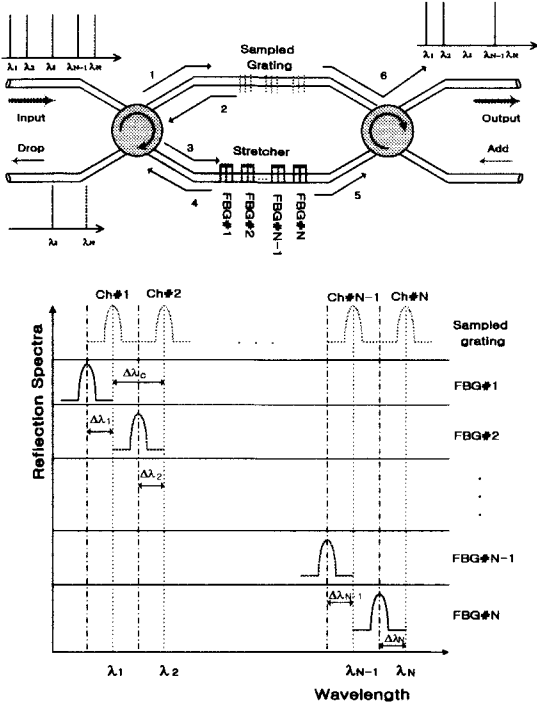 λ1 λ2 λi λN-1 λN
λ1 λ2 λi λN-1 λN
1
Sampled
Grating
6
2
Input
Output
Drop
3
Stretcher
Add
4
FBG#1
FBG#2
...
FBG#N-1
FBG#N
5
λi λN
Ch#1 Ch#2 Ch#N-1 Ch#N
. . .
Sampled
grating
Reflection Spectra
Δλc
FBG#1
Δλ1
FBG#2
Δλ2
.
.
.
FBG#N-1
ΔλN-1
FBG#N
ΔλN
λ1 λ2 λN-1 λN
Wavelength